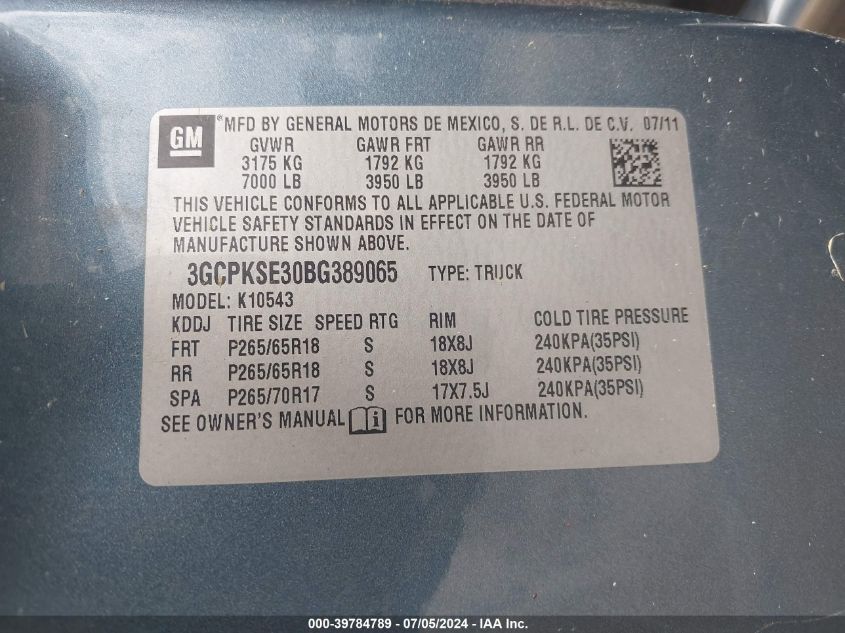 GM
® MFD BY GENERAL MOTORS DE MEXICO, S. DE R.L. DE C.V. 07/11
GVWR GAWR FRT GAWR RR
3175 KG 1792 KG 1792 KG
7000 LB 3950 LB 3950 LB
THIS VEHICLE CONFORMS TO ALL APPLICABLE U.S. FEDERAL MOTOR
VEHICLE SAFETY STANDARDS IN EFFECT ON THE DATE OF
MANUFACTURE SHOWN ABOVE.
3GCPKSE30BG389065 TYPE: TRUCK
MODEL: K10543
KDDJ TIRE SIZE SPEED RTG RIM COLD TIRE PRESSURE
FRT P265/65R18 S 18X8J 240KPA(35PSI)
RR P265/65R18 S 18X8J 240KPA(35PSI)
SPA P265/70R17 S 17X7.5J 240KPA(35PSI)
SEE OWNER'S MANUAL i FOR MORE INFORMATION.
000-39784789 - 07/05/2024 - IAA Inc.